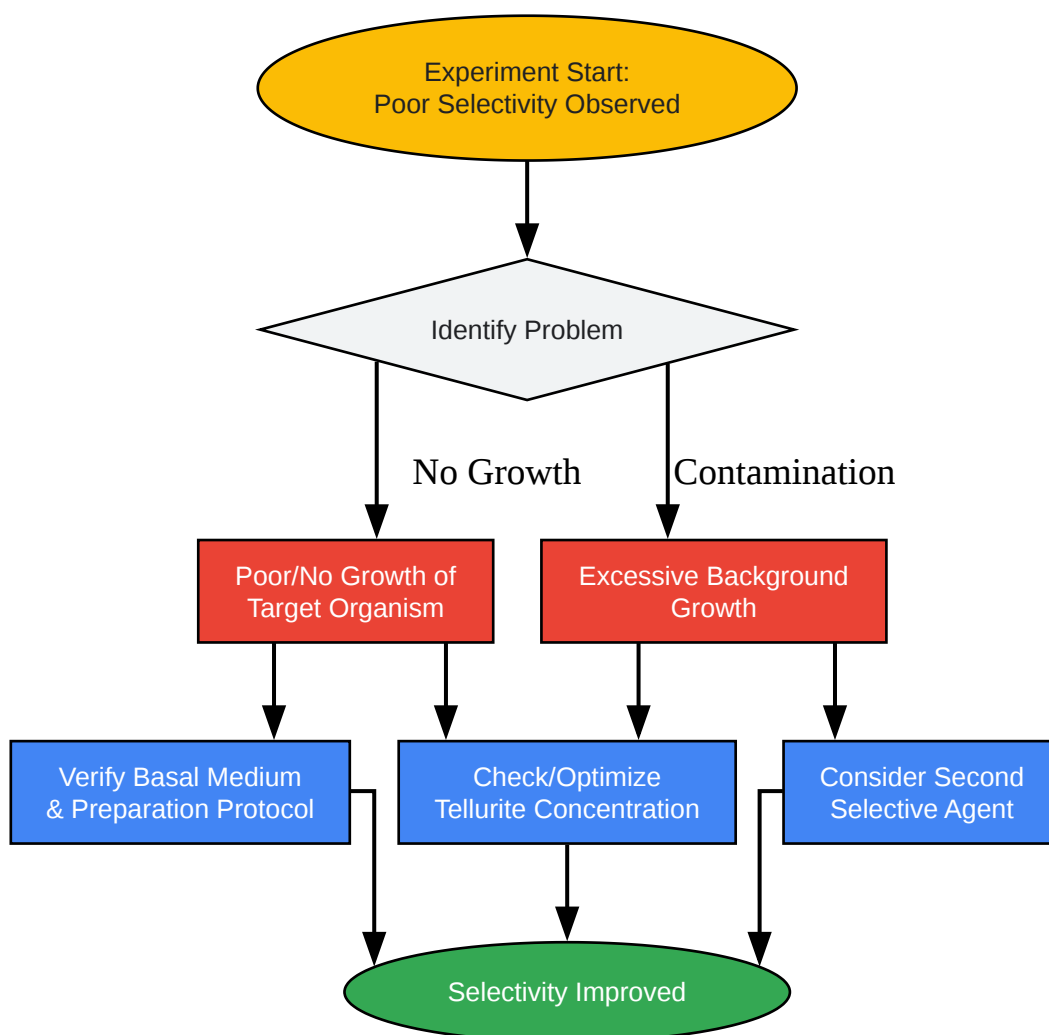 Experiment Start:
Poor Selectivity Observed
Identify Problem
No Growth
Contamination
Poor/No Growth of
Target Organism
Excessive Background
Growth
Verify Basal Medium
& Preparation Protocol
Check/Optimize
Tellurite Concentration
Consider Second
Selective Agent
Selectivity Improved